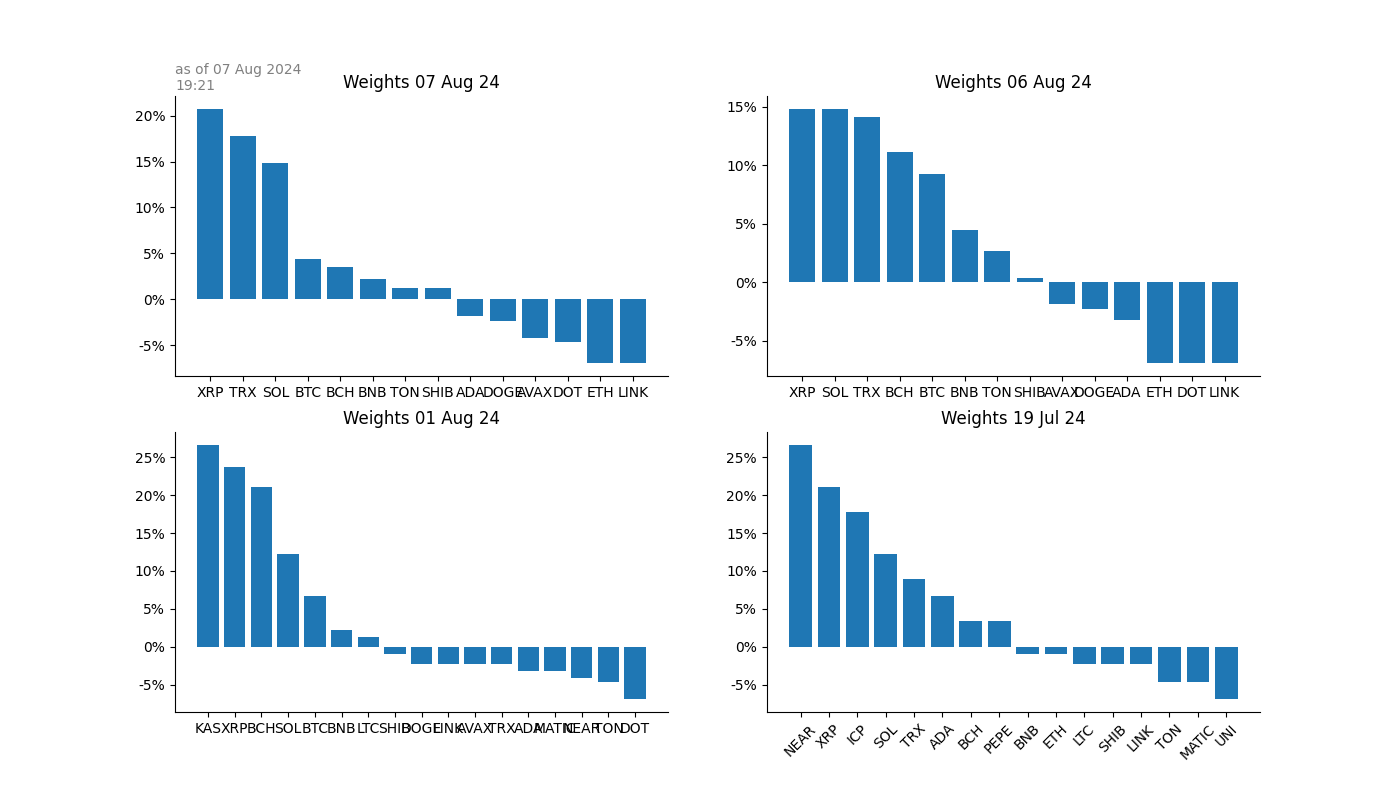 as of 07 Aug 2024
19:21
Weights 07 Aug 24
20%
15%
10%
5%
0%
-5%
XRP TRX SOL BTC BCH BNB TON SHIB ADA DOGE AVAX DOT ETH LINK
Weights 06 Aug 24
15%
10%
5%
0%
-5%
XRP SOL TRX BCH BTC BNB TON SHIB AVAX DOGE ADA ETH DOT LINK
Weights 01 Aug 24
25%
20%
15%
10%
5%
0%
-5%
KAS XRP BCH SOL BTC BNB LTC SHIB DOGE LINK AVAX TRX ADA MATIC NEAR TON DOT
Weights 19 Jul 24
25%
20%
15%
10%
5%
0%
-5%
NEAR XRP ICP SOL TRX ADA BCH PEPE BNB ETH LTC SHIB LINK TON MATIC UNI